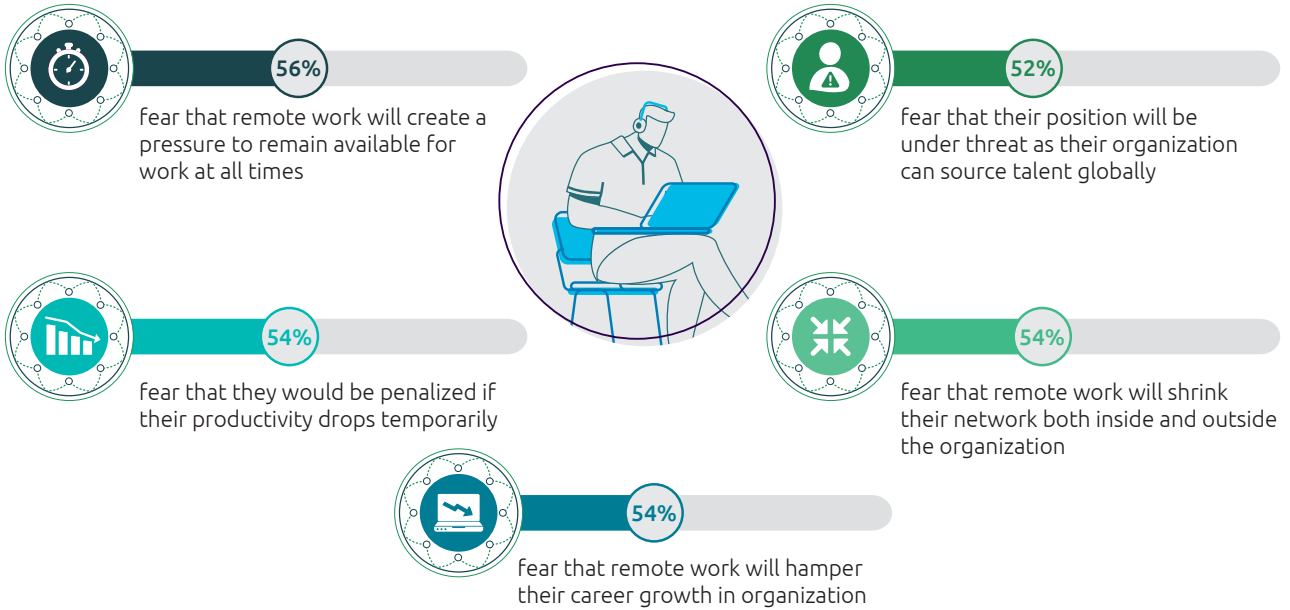 56%
fear that remote work will create a
pressure to remain available for
work at all times
52%
fear that their position will be
under threat as their organization
can source talent globally
54%
fear that they would be penalized if
their productivity drops temporarily
54%
fear that remote work will shrink
their network both inside and outside
the organization
54%
fear that remote work will hamper
their career growth in organization